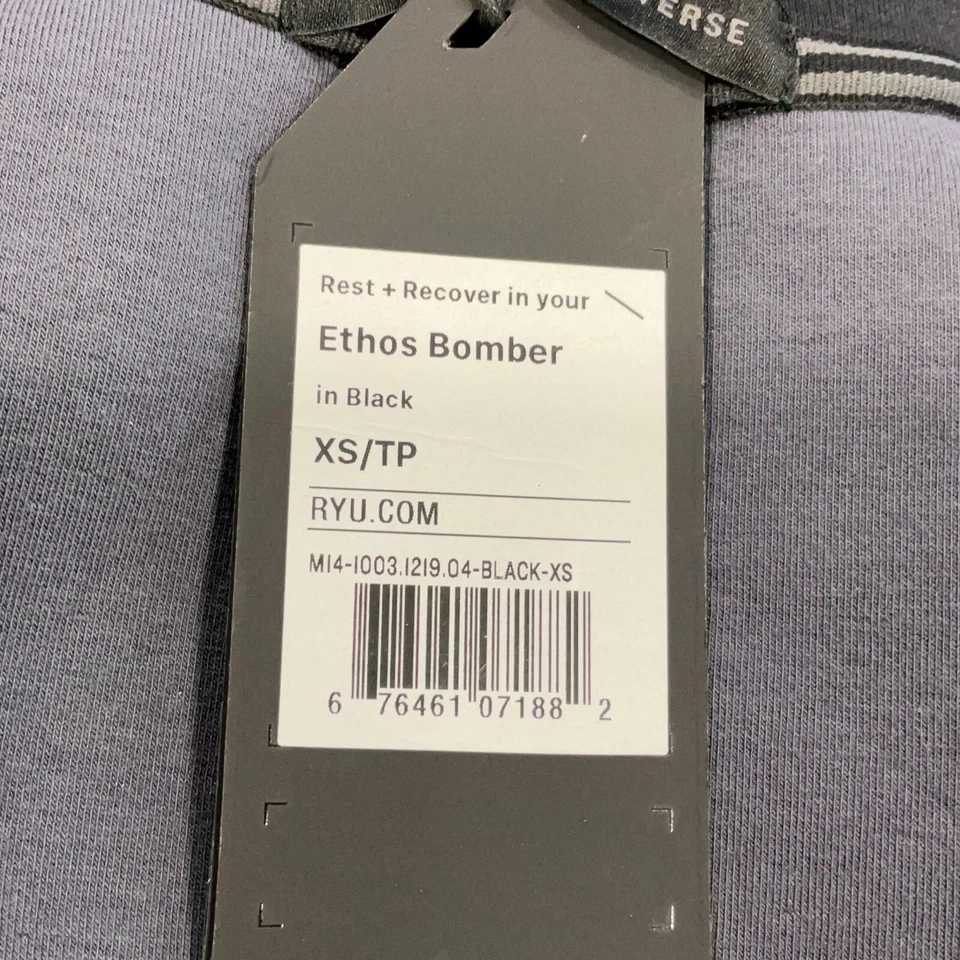 Rest + Recover in your
Ethos Bomber
in Black
XS/TP
RYU.COM
M14-1003.1219.04-BLACK-XS
6 76461 07188 2